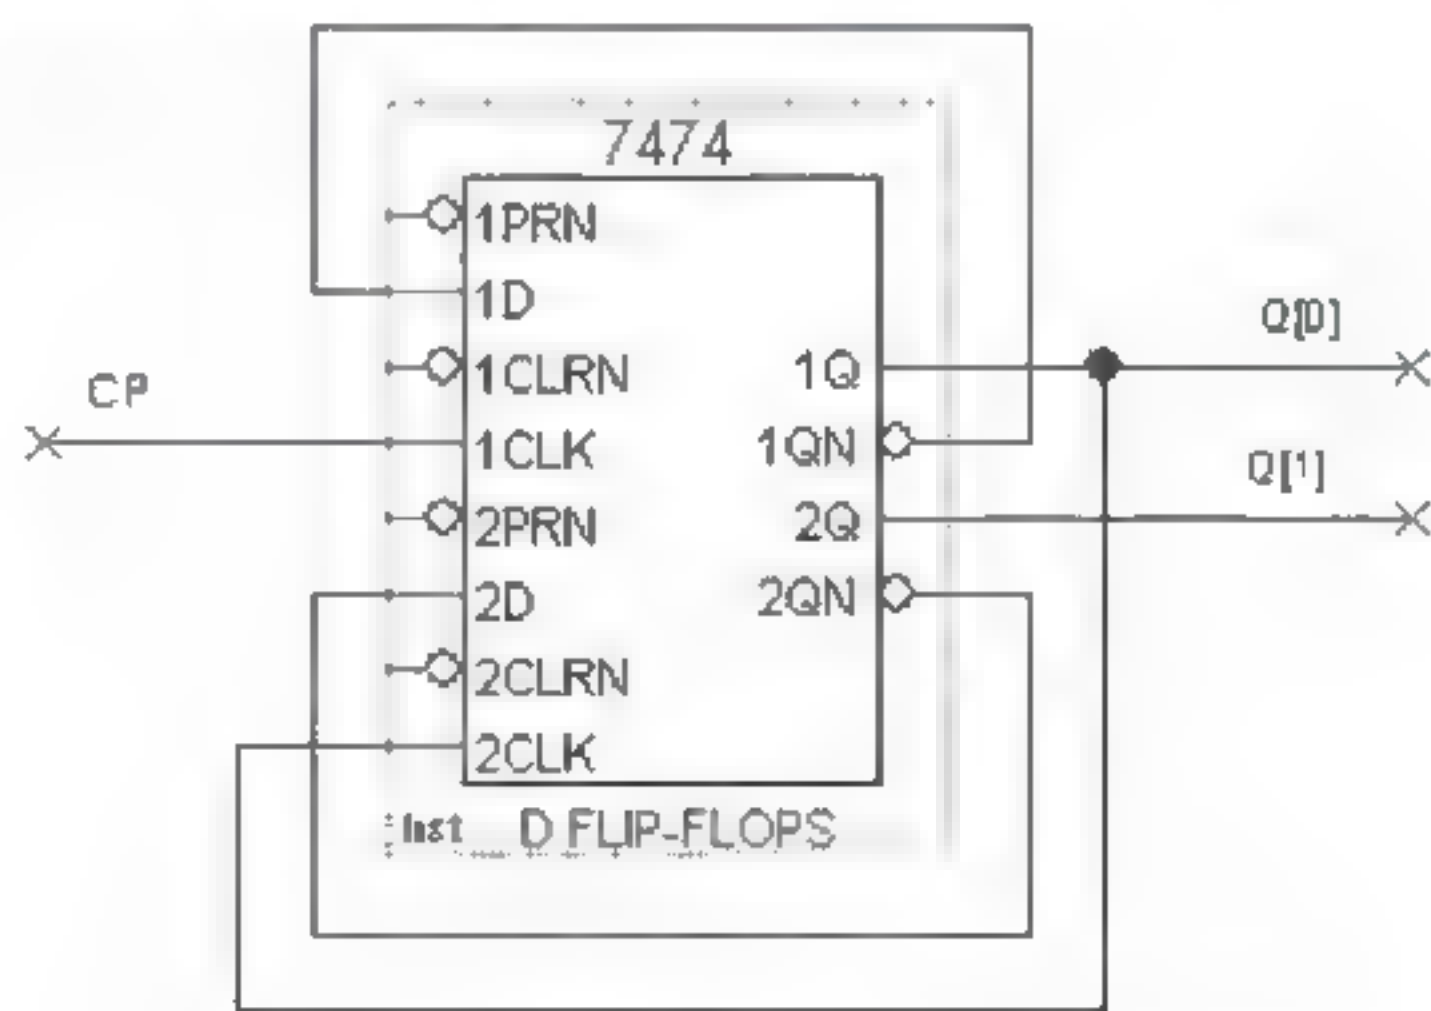 7474
1PRN
1D
1CLRN
1CLK
2PRN
2D
2CLRN
2CLK
1Q
1QN
2Q
2QN
CP
Q[0]
Q[1]
inst
D FLIP-FLOPS